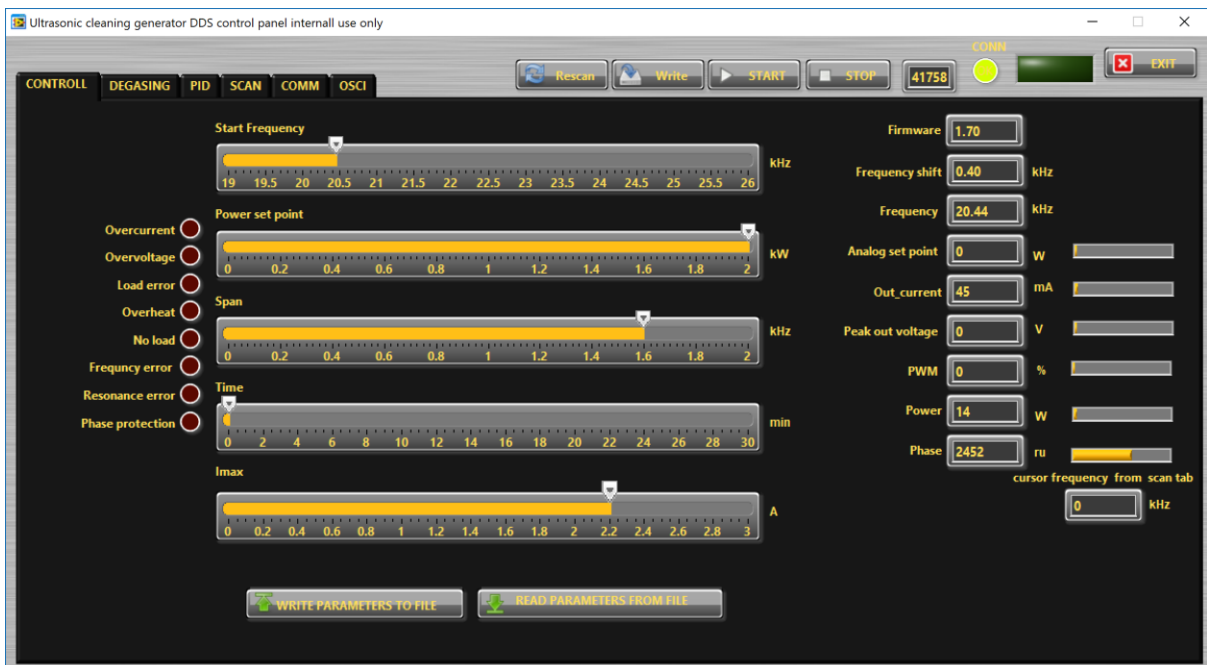 Ultrasonic cleaning generator DDS control panel internall use only
CONN
Rescan Write START STOP 41758 EXIT
CONTROLL DEGASING PID SCAN COMM OSCI
Start Frequency
kHz
19 19.5 20 20.5 21 21.5 22 22.5 23 23.5 24 24.5 25 25.5 26
Power set point
kW
0 0.2 0.4 0.6 0.8 1 1.2 1.4 1.6 1.8 2
Span
kHz
0 0.2 0.4 0.6 0.8 1 1.2 1.4 1.6 1.8 2
Time
min
0 2 4 6 8 10 12 14 16 18 20 22 24 26 28 30
Imax
A
0 0.2 0.4 0.6 0.8 1 1.2 1.4 1.6 1.8 2 2.2 2.4 2.6 2.8 3
Overcurrent
Overvoltage
Load error
Overheat
No load
Frequncy error
Resonance error
Phase protection
Firmware 1.70
Frequency shift 0.40 kHz
Frequency 20.44 kHz
Analog set point 0 W
Out_current 45 mA
Peak out voltage 0 V
PWM 0 %
Power 14 W
Phase 2452 ru
cursor frequency from scan tab
0 kHz
WRITE PARAMETERS TO FILE
READ PARAMETERS FROM FILE